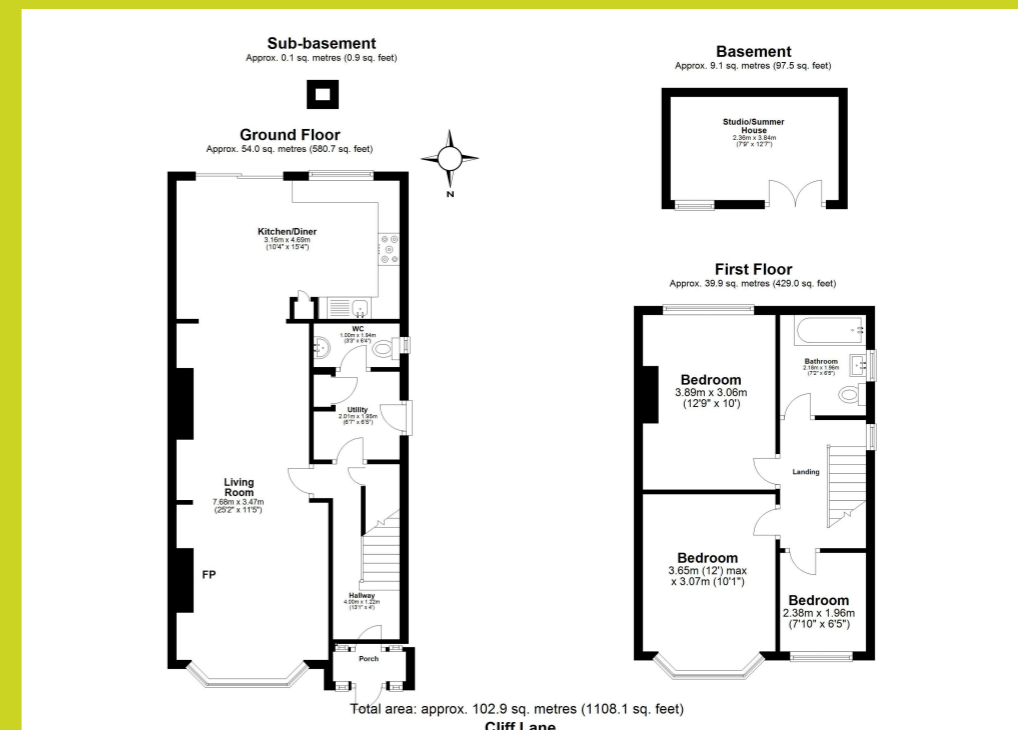 Sub-basement
Approx. 0.1 sq. metres (0.9 sq. feet)
Basement
Approx. 9.1 sq. metres (97.5 sq. feet)
Studio/Summer
House
2.36m x 3.84m
(7'9" x 12'7")
Ground Floor
Approx. 54.0 sq. metres (580.7 sq. feet)
N
Kitchen/Diner
3.16m x 4.69m
(10'4" x 15'4")
WC
1.00m x 1.94m
(3'3" x 6'4")
Utility
2.01m x 1.95m
(6'7" x 6'5")
Living
Room
7.68m x 3.47m
(25'2" x 11'5")
FP
Hallway
4.00m x 1.22m
(13'1" x 4')
Porch
First Floor
Approx. 39.9 sq. metres (429.0 sq. feet)
Bedroom
3.89m x 3.06m
(12'9" x 10')
Bathroom
2.18m x 1.96m
(7'2" x 6'5")
Landing
Bedroom
3.65m (12') max
x 3.07m (10'1")
Bedroom
2.38m x 1.96m
(7'10" x 6'5")
Total area: approx. 102.9 sq. metres (1108.1 sq. feet)
Cliff Lane